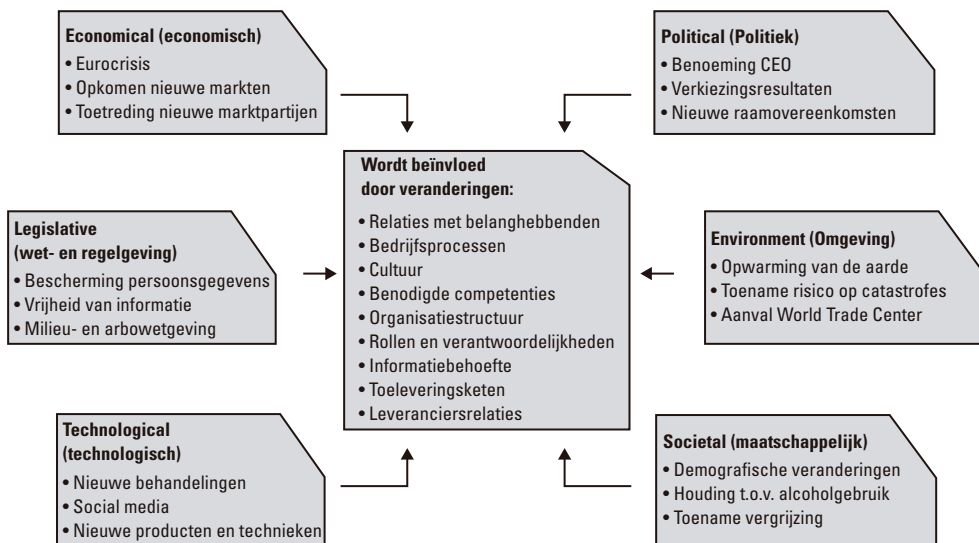 Economical (economisch)
• Eurocrisis
• Opkomen nieuwe markten
• Toetreding nieuwe marktpartijen
Political (Politiek)
• Benoeming CEO
• Verkiezingsresultaten
• Nieuwe raamovereenkomsten
Wordt beïnvloed
door veranderingen:
• Relaties met belanghebbenden
• Bedrijfsprocessen
• Cultuur
• Benodigde competenties
• Organisatiestructuur
• Rollen en verantwoordelijkheden
• Informatiebehoefte
• Toeleveringsketen
• Leveranciersrelaties
Legislative
(wet- en regelgeving)
• Bescherming persoonsgegevens
• Vrijheid van informatie
• Milieu- en arbowetgeving
Environment (Omgeving)
• Opwarming van de aarde
• Toename risico op catastrofes
• Aanval World Trade Center
Technological
(technologisch)
• Nieuwe behandelingen
• Social media
• Nieuwe producten en technieken
Societal (maatschappelijk)
• Demografische veranderingen
• Houding t.o.v. alcoholgebruik
• Toename vergrijzing